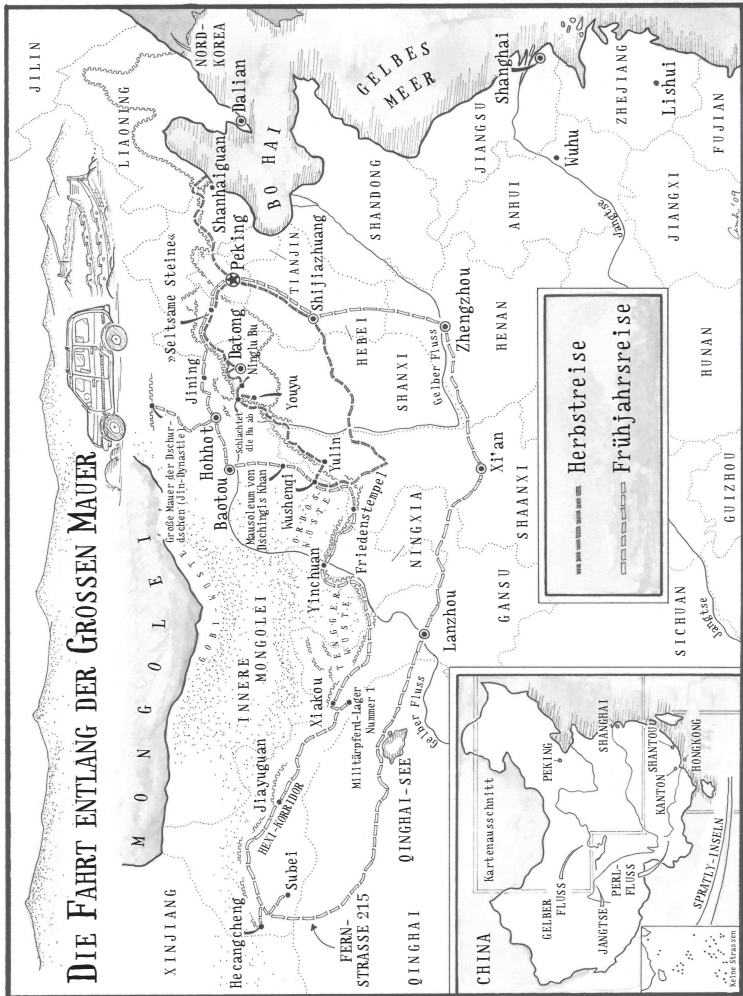 DIE FAHRT ENTLANG DER GROSSEN MAUER
MONGOLEI
XINJIANG
GOBI-WÜSTE
INNERE
MONGOLEI
Große Mauer der Dschur-
dschen (Jin-Dynastie)
JILIN
LIAONING
NORD-
KOREA
Dalian
Shanhaiguan
BO HAI
GELBES
MEER
Peking
»Seltsame Steine«
Jining
Hohhot
Baotou
Datong
Ninglu Bu
Schlachtet
die Hu ab
Youyu
Mausoleum von
Dschingis Khan
Wushenqi
ORDOS-
WÜSTE
Yulin
Friedenstempel
Yinchuan
TENGGER-
WÜSTE
Xiakou
Militärpferd-Lager
Nummer 1
Jiayuguan
HEXI-KORRIDOR
Subei
Hecangcheng
FERN-
STRASSE 215
QINGHAI-SEE
QINGHAI
Gelber Fluss
Lanzhou
NINGXIA
GANSU
SHAANXI
Xi'an
SHANXI
Gelber Fluss
HEBEI
TIANJIN
Shijiazhuang
SHANDONG
Zhengzhou
HENAN
JIANGSU
Shanghai
ANHUI
Wuhu
ZHEJIANG
Lishui
FUJIAN
JIANGXI
Jangtse
HUNAN
GUIZHOU
SICHUAN
Jangtse
Herbstreise
Frühjahrsreise
CHINA
Kartenausschnitt
PEKING
SHANGHAI
GELBER
FLUSS
JANGTSE
PERL-
FLUSS
KANTON
SHANTOU
HONGKONG
SPRATLY-INSELN
Keine Strassen